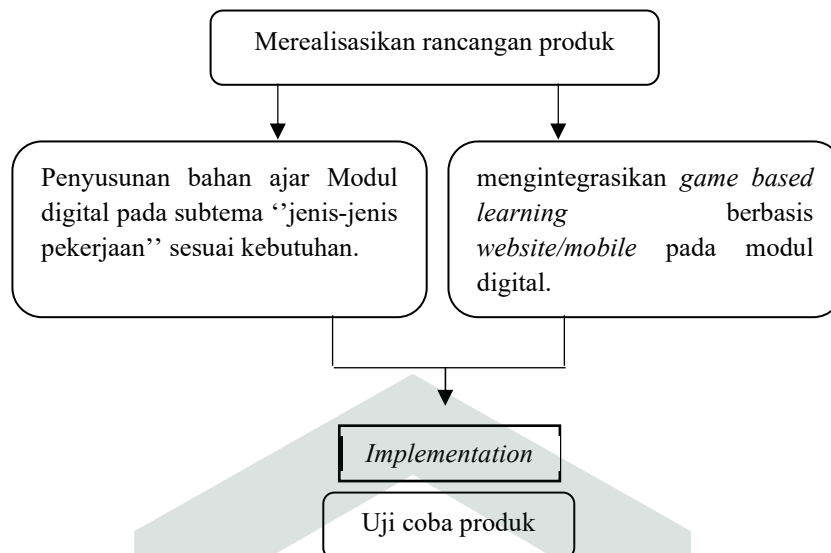 Merealisasikan rancangan produk
Penyusunan bahan ajar Modul
digital pada subtema ‘’jenis-jenis
pekerjaan’’ sesuai kebutuhan.
mengintegrasikan game based
learning berbasis
website/mobile pada modul
digital.
Implementation
Uji coba produk